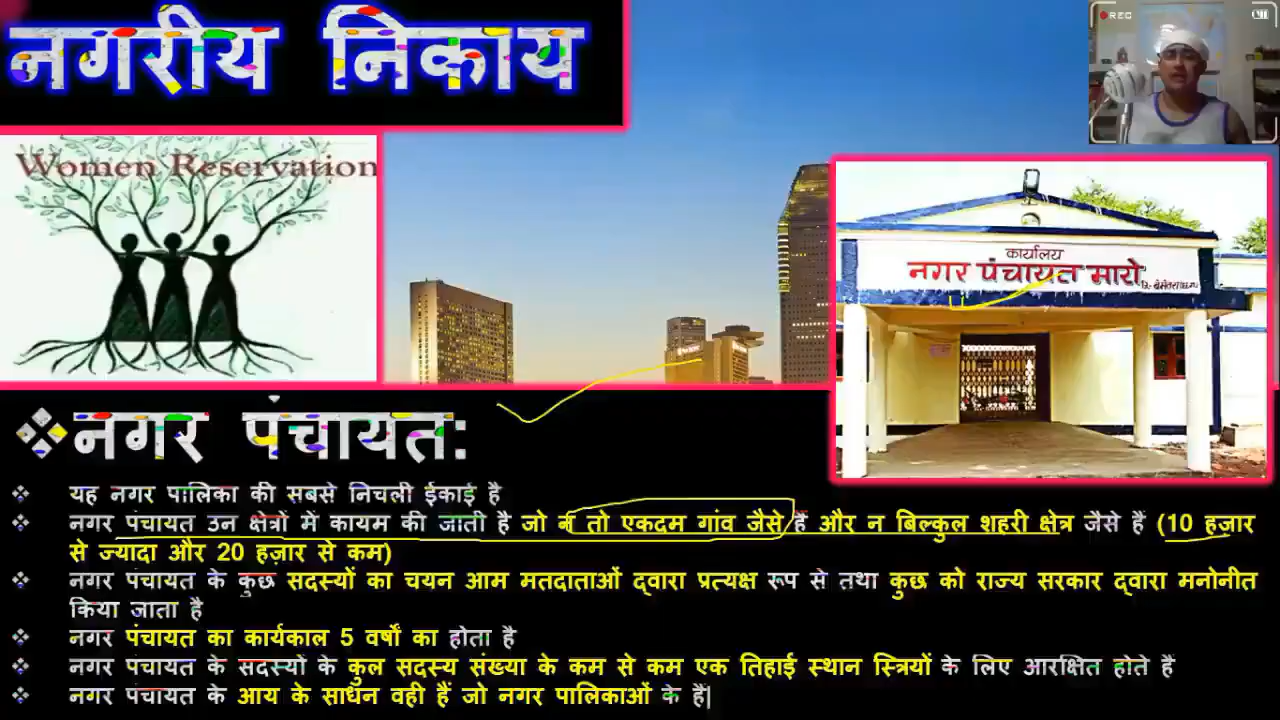 नगरीय निकाय
REC
Women Reservation
कार्यालय
नगर पंचायत मारो
❖नगर पंचायत:
❖ यह नगर पालिका की सबसे निचली ईकाई है
❖ नगर पंचायत उन क्षेत्रों में कायम की जाती है जो न तो एकदम गांव जैसे हैं और न बिल्कुल शहरी क्षेत्र जैसे हैं (10 हज़ार
से ज्यादा और 20 हज़ार से कम)
❖ नगर पंचायत के कुछ सदस्यों का चयन आम मतदाताओं द्वारा प्रत्यक्ष रूप से तथा कुछ को राज्य सरकार द्वारा मनोनीत
किया जाता है
❖ नगर पंचायत का कार्यकाल 5 वर्षों का होता है
❖ नगर पंचायत के सदस्यों के कुल सदस्य संख्या के कम से कम एक तिहाई स्थान स्त्रियों के लिए आरक्षित होते हैं
❖ नगर पंचायत के आय के साधन वही हैं जो नगर पालिकाओं के हैं|